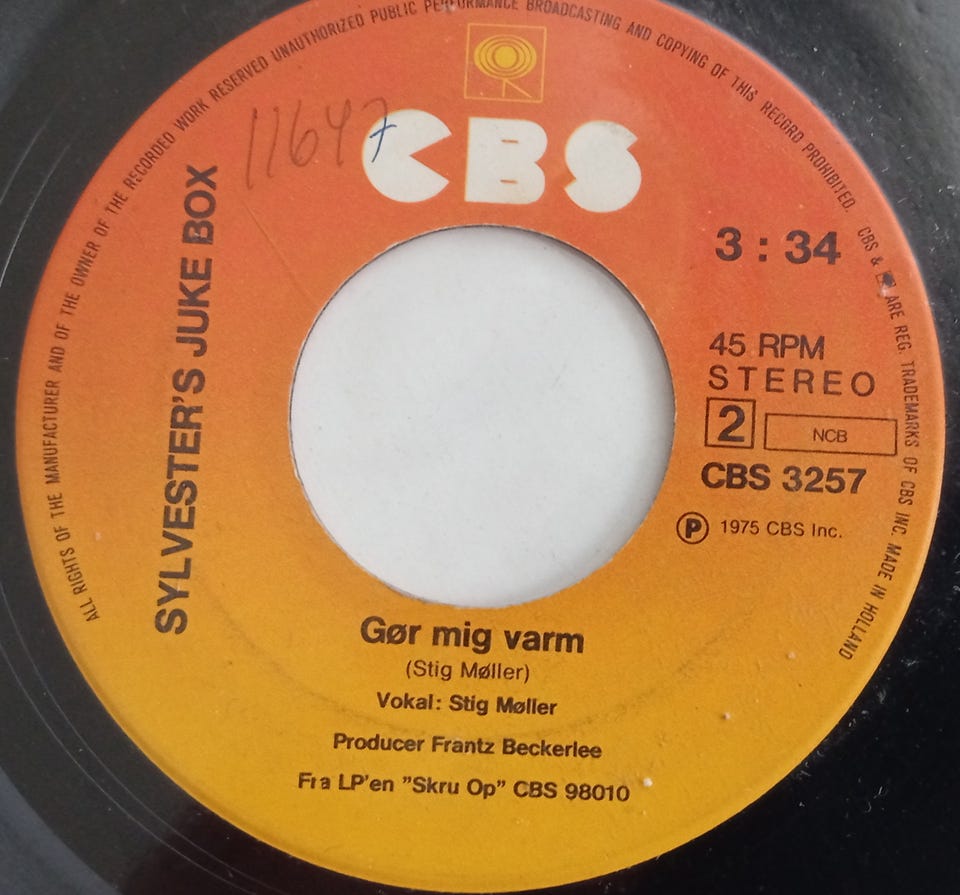 ALL RIGHTS OF THE MANUFACTURER AND OF THE OWNER OF THE RECORDED WORK RESERVED UNAUTHORIZED PUBLIC PERFORMANCE BROADCASTING AND COPYING OF THIS RECORD PROHIBITED. CBS & ARE REG. TRADEMARKS OF CBS INC. MADE IN HOLLAND
11647
CBS
SYLVESTER'S JUKE BOX
3 : 34
45 RPM
STEREO
2 NCB
CBS 3257
Ⓟ 1975 CBS Inc.
Gør mig varm
(Stig Møller)
Vokal: Stig Møller
Producer Frantz Beckerlee
Fra LP'en "Skru Op" CBS 98010